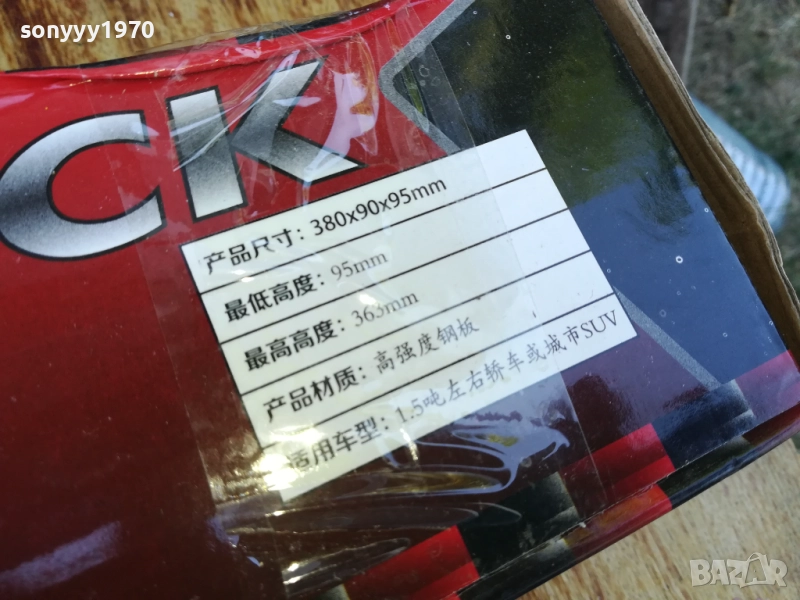 sonyyy1970
CK
产品尺寸：380x90x95mm
最低高度：95mm
最高高度：363mm
产品材质：高强度钢板
适用车型：1.5吨左右轿车或城市SUV
BAZAR